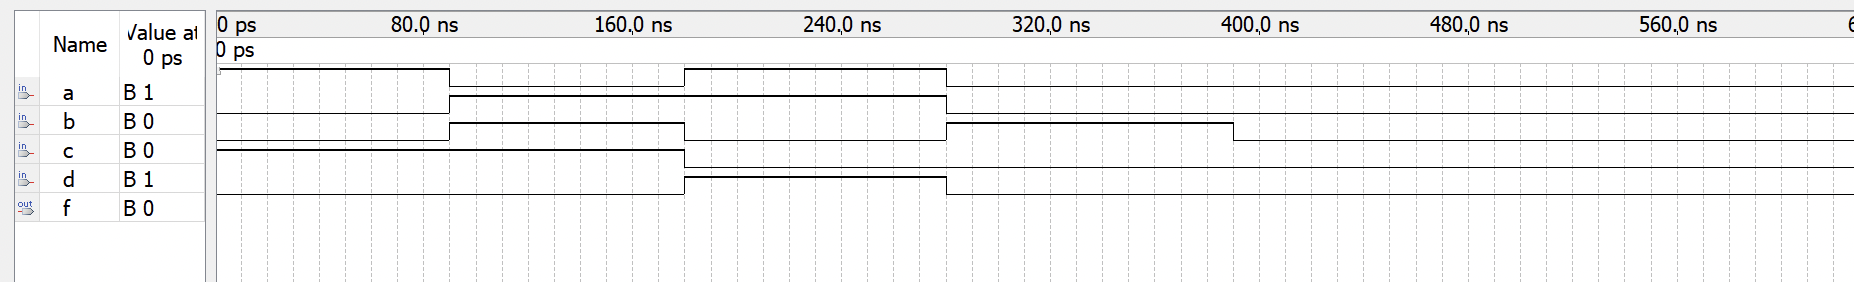 Name Value at 0 ps
0 ps 80.0 ns 160.0 ns 240.0 ns 320.0 ns 400.0 ns 480.0 ns 560.0 ns
0 ps
in a B 1
in b B 0
in c B 0
in d B 1
out f B 0